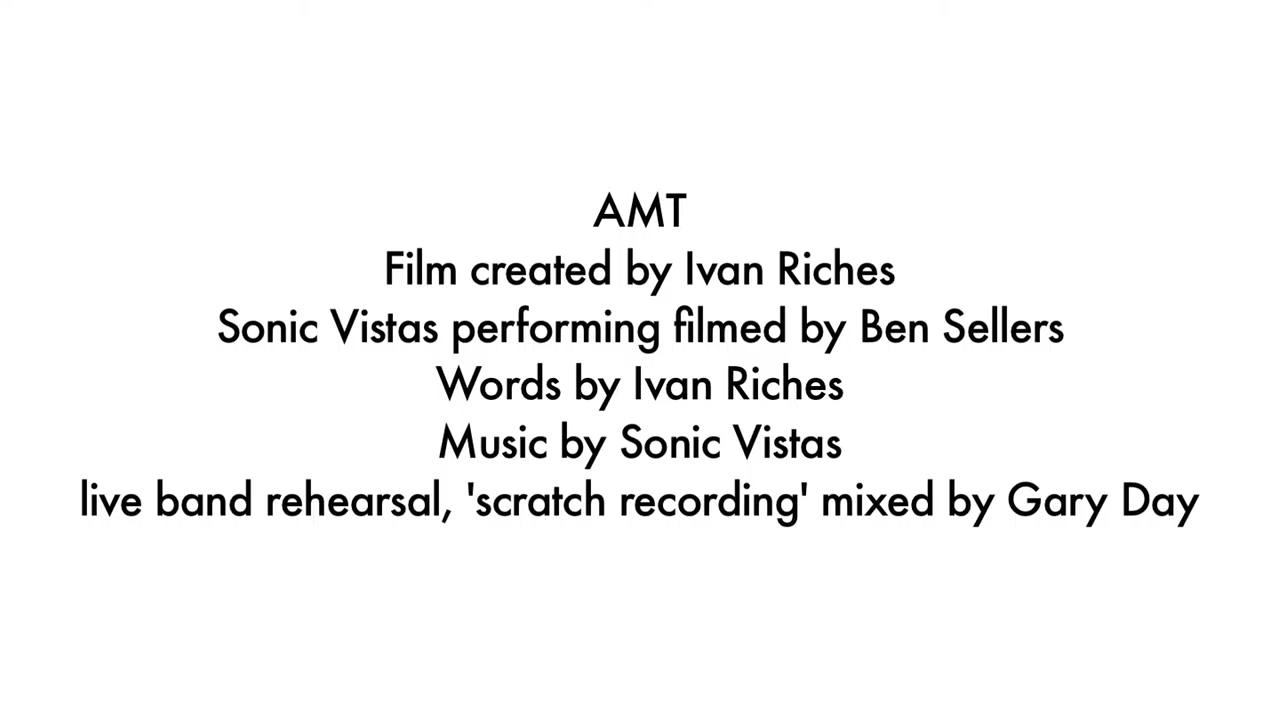 AMT
Film created by Ivan Riches
Sonic Vistas performing filmed by Ben Sellers
Words by Ivan Riches
Music by Sonic Vistas
live band rehearsal, 'scratch recording' mixed by Gary Day